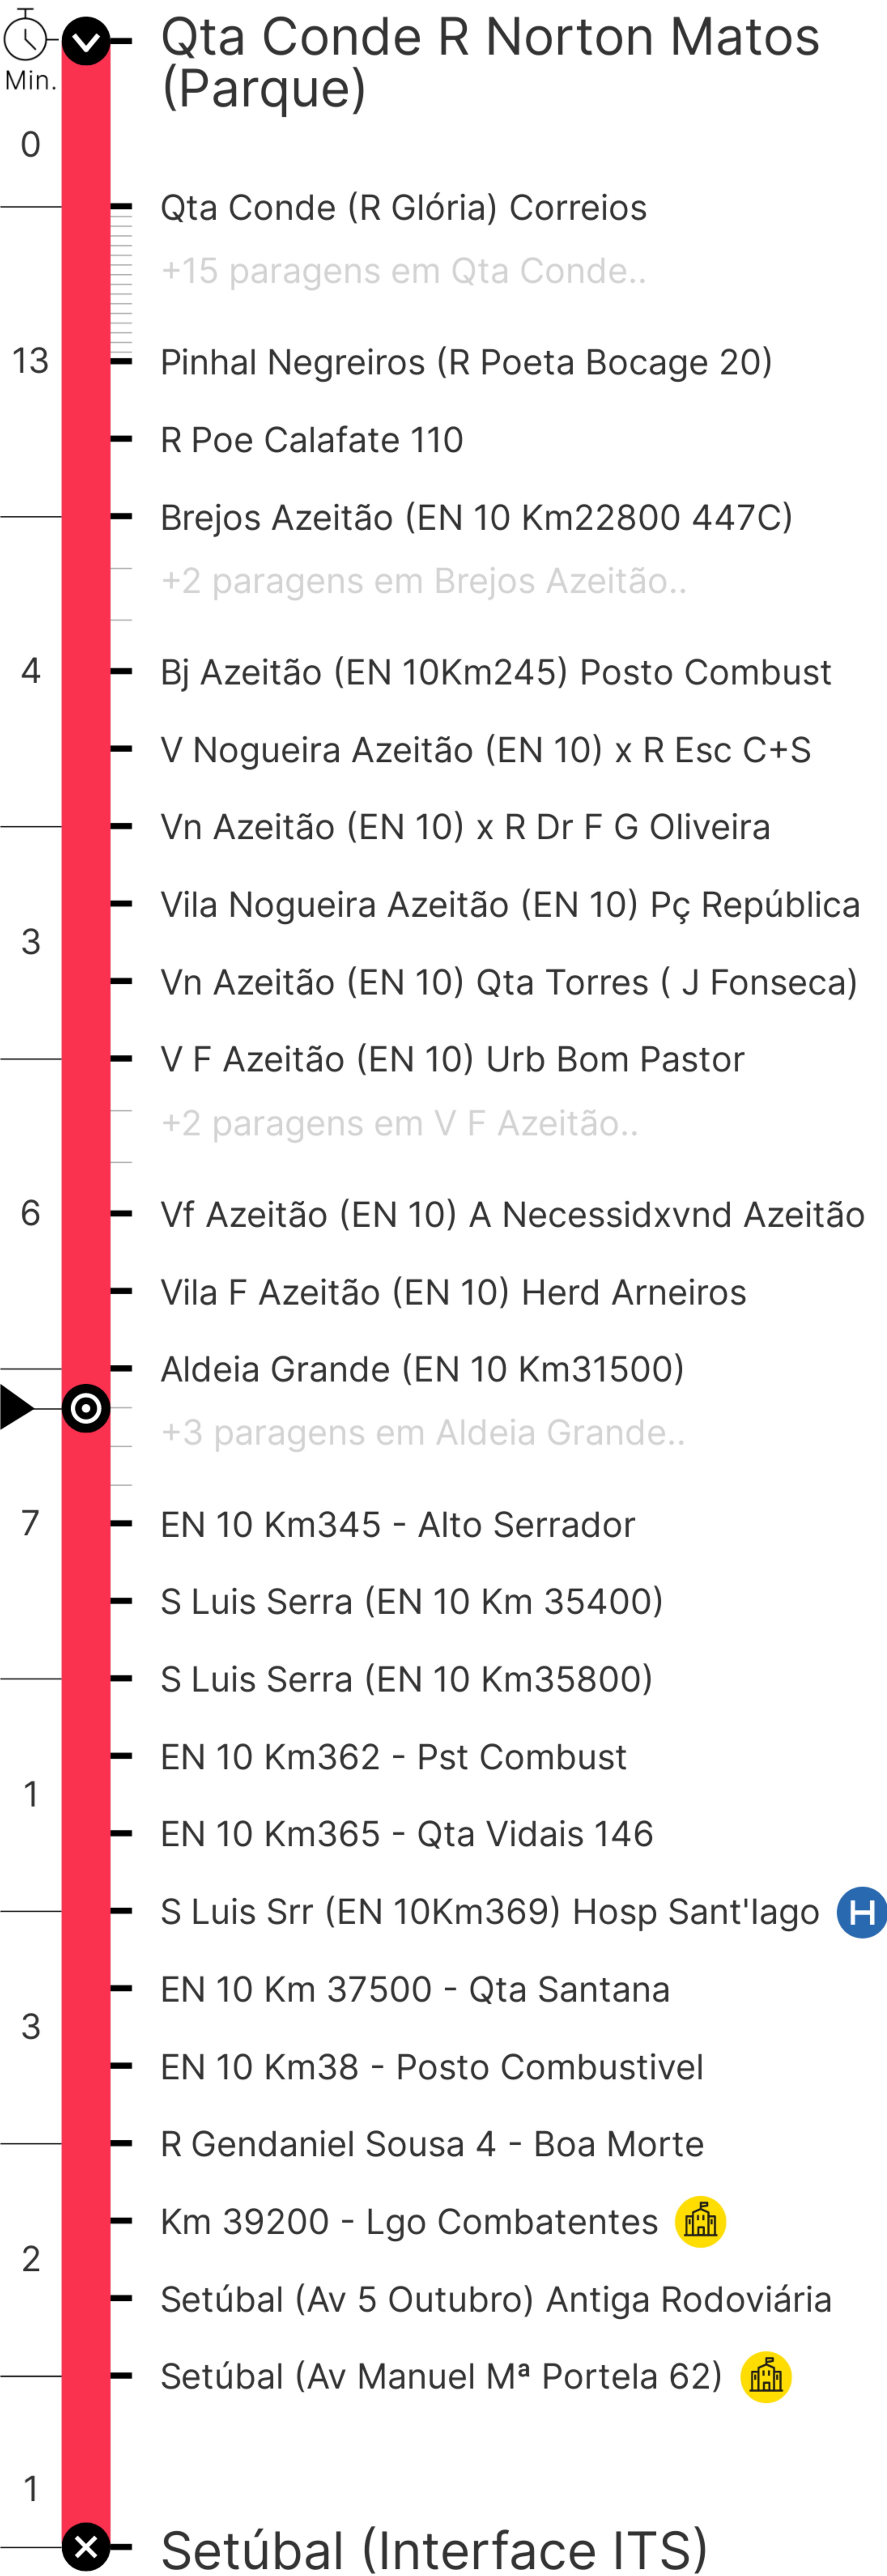 Qta Conde R Norton Matos
(Parque)
Min.
0
Qta Conde (R Glória) Correios
+15 paragens em Qta Conde..
13
Pinhal Negreiros (R Poeta Bocage 20)
R Poe Calafate 110
Brejos Azeitão (EN 10 Km22800 447C)
+2 paragens em Brejos Azeitão..
4
Bj Azeitão (EN 10Km245) Posto Combust
V Nogueira Azeitão (EN 10) x R Esc C+S
Vn Azeitão (EN 10) x R Dr F G Oliveira
Vila Nogueira Azeitão (EN 10) Pç República
3
Vn Azeitão (EN 10) Qta Torres ( J Fonseca)
V F Azeitão (EN 10) Urb Bom Pastor
+2 paragens em V F Azeitão..
6
Vf Azeitão (EN 10) A Necessidxvnd Azeitão
Vila F Azeitão (EN 10) Herd Arneiros
Aldeia Grande (EN 10 Km31500)
+3 paragens em Aldeia Grande..
7
EN 10 Km345 - Alto Serrador
S Luis Serra (EN 10 Km 35400)
S Luis Serra (EN 10 Km35800)
EN 10 Km362 - Pst Combust
1
EN 10 Km365 - Qta Vidais 146
S Luis Srr (EN 10Km369) Hosp Sant'Iago H
EN 10 Km 37500 - Qta Santana
3
EN 10 Km38 - Posto Combustivel
R Gendaniel Sousa 4 - Boa Morte
Km 39200 - Lgo Combatentes
2
Setúbal (Av 5 Outubro) Antiga Rodoviária
Setúbal (Av Manuel Mª Portela 62)
1
Setúbal (Interface ITS)